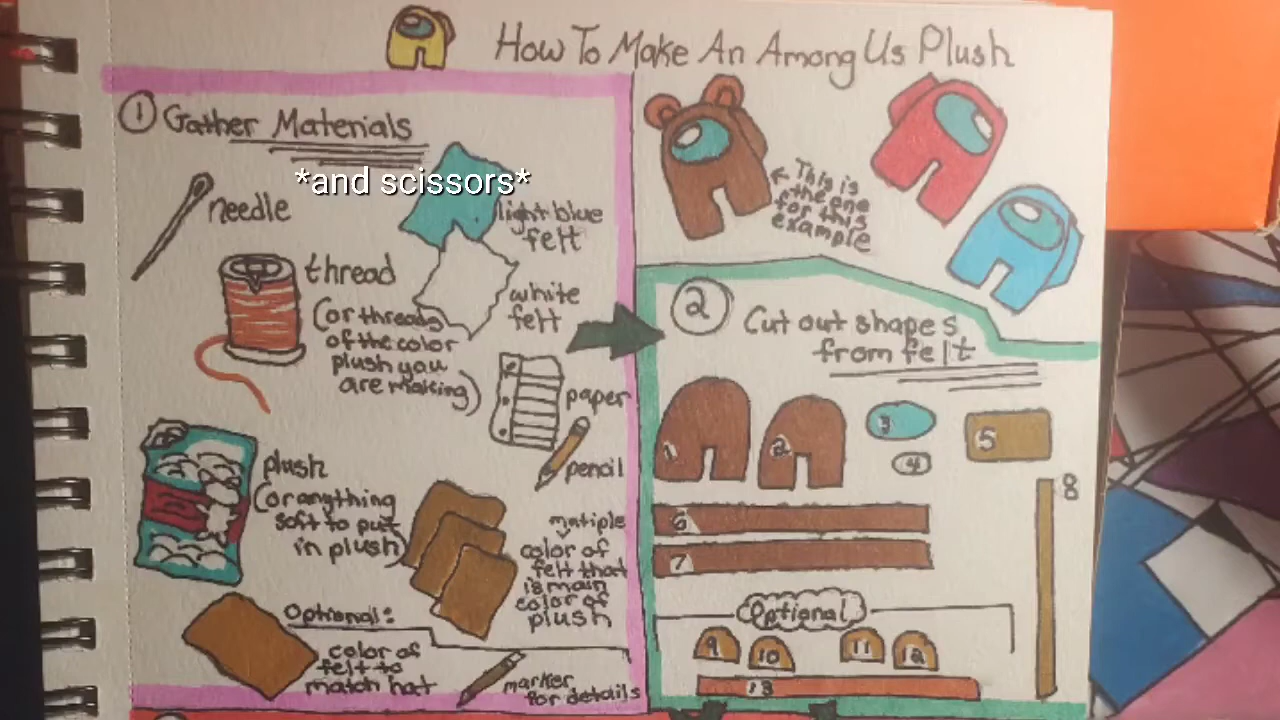 How To Make An Among Us Plush
1 Gather Materials
*and scissors*
needle
light blue
felt
thread
(or threads
of the color
plush you
are making)
white
felt
paper
pencil
plush
(or anything
soft to put
in plush)
matiple
color of
felt that
is main
color of
plush
Optional:
color of
felt to
match hat
marker
for details
This is
the one
for this
example
2 Cut out shapes
from felt
1
2
3
4
5
6
7
8
Optional
9
10
11
12
13